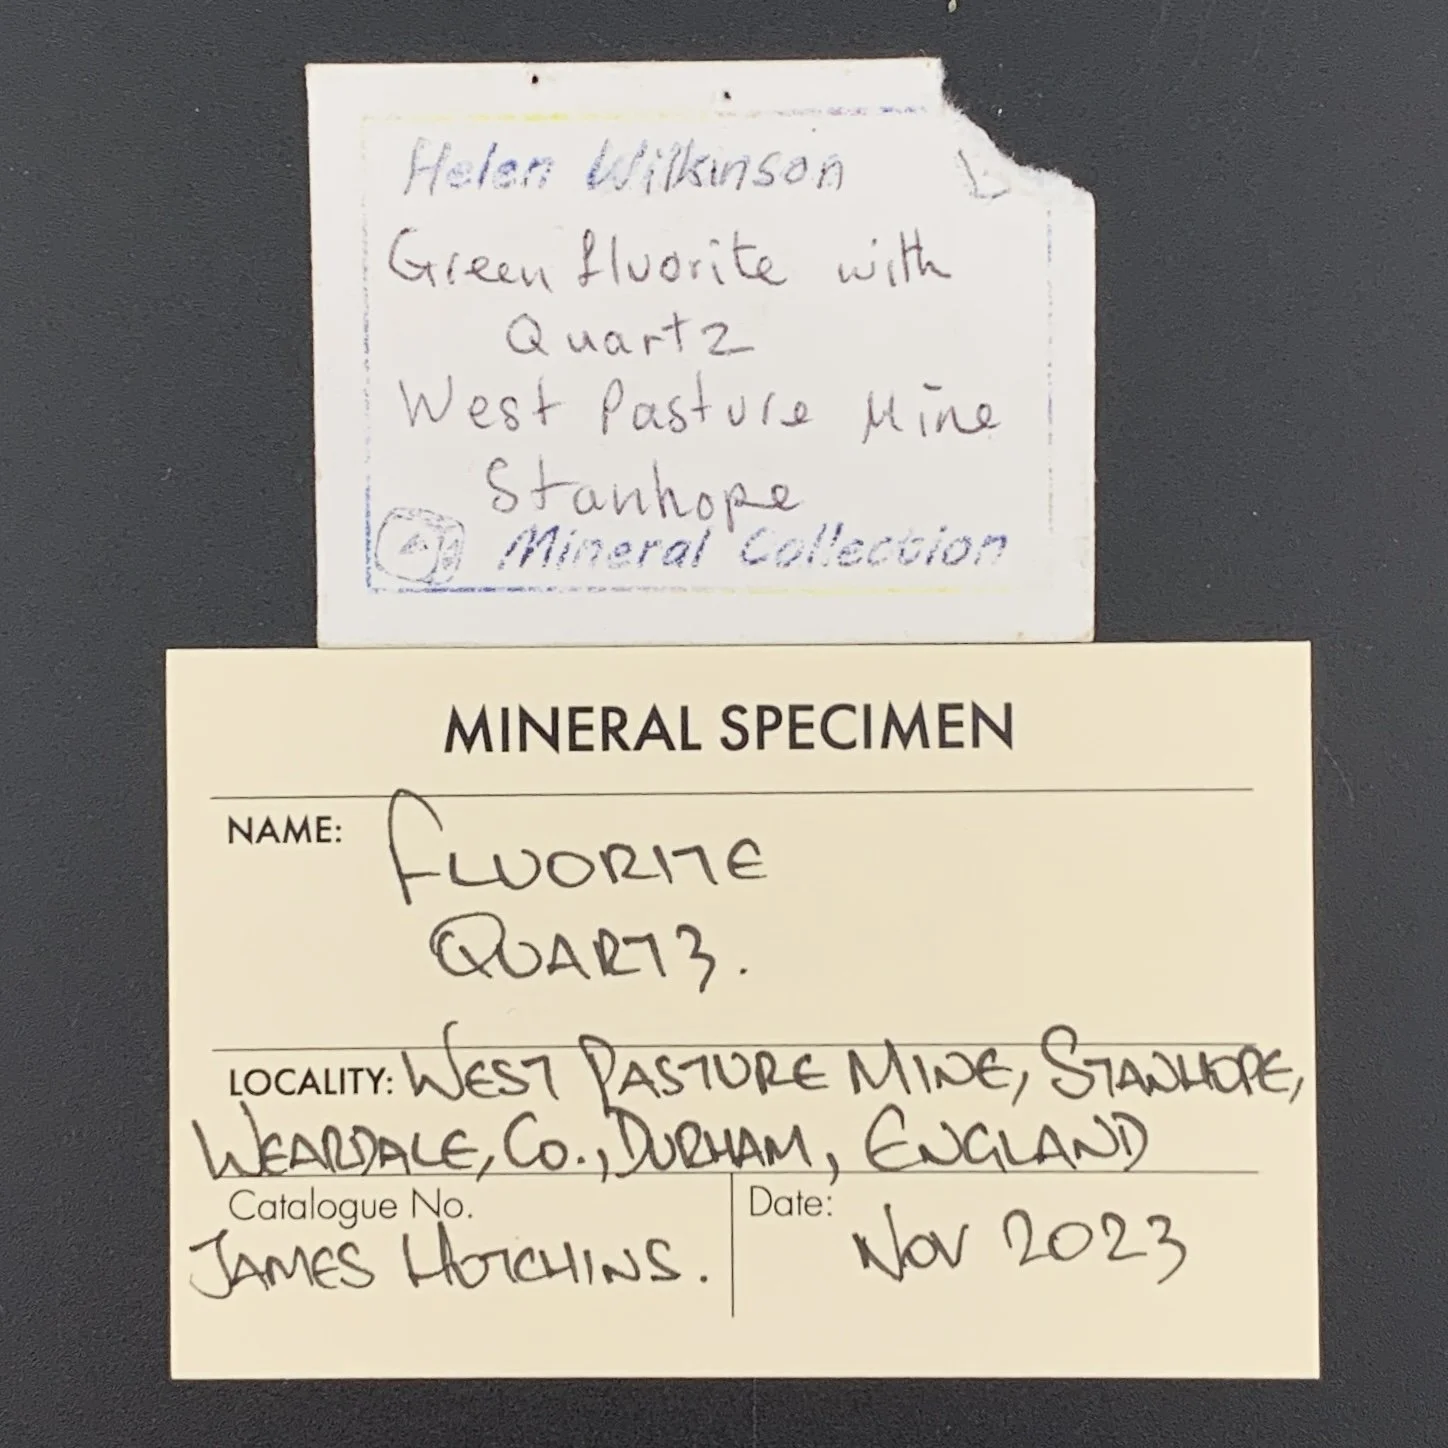 Helen Wilkinson
Green fluorite with
Quartz
West Pasture Mine
Stanhope
Mineral Collection
MINERAL SPECIMEN
NAME: FLUORITE
QUARTZ.
LOCALITY: WEST PASTURE MINE, STANHOPE,
WEARDALE, CO., DURHAM, ENGLAND
Catalogue No. Date:
JAMES HUTCHINS. NOV 2023